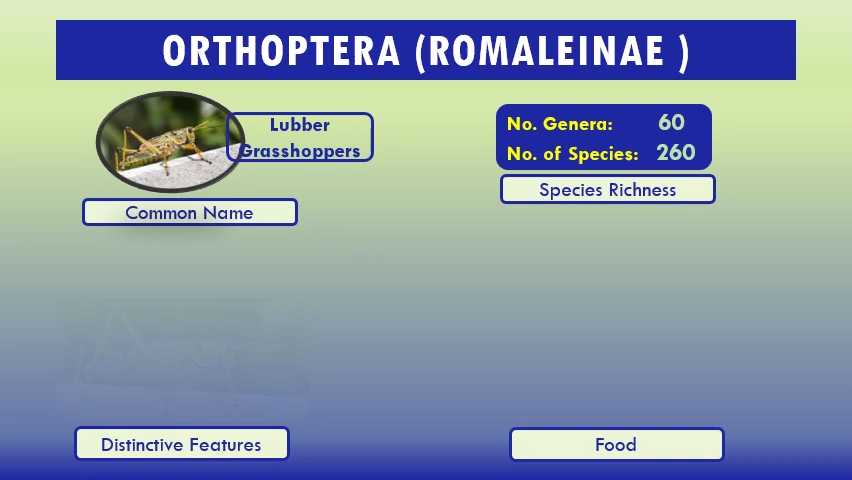 ORTHOPTERA (ROMALEINAE )
Lubber
Grasshoppers
Common Name
No. Genera: 60
No. of Species: 260
Species Richness
Distinctive Features
Food